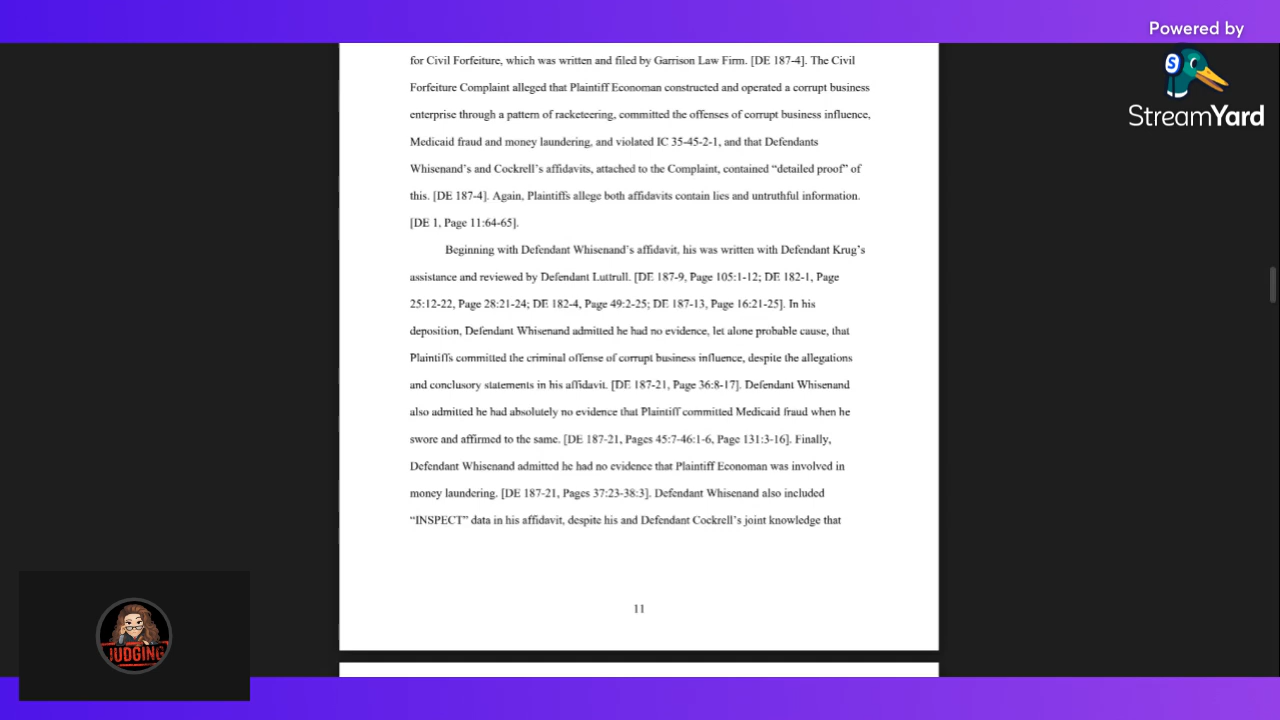 Powered by
S
StreamYard
for Civil Forfeiture, which was written and filed by Garrison Law Firm. [DE 187-4]. The Civil
Forfeiture Complaint alleged that Plaintiff Economan constructed and operated a corrupt business
enterprise through a pattern of racketeering, committed the offenses of corrupt business influence,
Medicaid fraud and money laundering, and violated IC 35-45-2-1, and that Defendants
Whisenand’s and Cockrell’s affidavits, attached to the Complaint, contained “detailed proof” of
this. [DE 187-4]. Again, Plaintiffs allege both affidavits contain lies and untruthful information.
[DE 1, Page 11:64-65].
Beginning with Defendant Whisenand’s affidavit, his was written with Defendant Krug’s
assistance and reviewed by Defendant Luttrull. [DE 187-9, Page 105:1-12; DE 182-1, Page
25:12-22, Page 28:21-24; DE 182-4, Page 49:2-25; DE 187-13, Page 16:21-25]. In his
deposition, Defendant Whisenand admitted he had no evidence, let alone probable cause, that
Plaintiffs committed the criminal offense of corrupt business influence, despite the allegations
and conclusory statements in his affidavit. [DE 187-21, Page 36:8-17]. Defendant Whisenand
also admitted he had absolutely no evidence that Plaintiff committed Medicaid fraud when he
swore and affirmed to the same. [DE 187-21, Pages 45:7-46:1-6, Page 131:3-16]. Finally,
Defendant Whisenand admitted he had no evidence that Plaintiff Economan was involved in
money laundering. [DE 187-21, Pages 37:23-38:3]. Defendant Whisenand also included
“INSPECT” data in his affidavit, despite his and Defendant Cockrell’s joint knowledge that
11
JUDGING